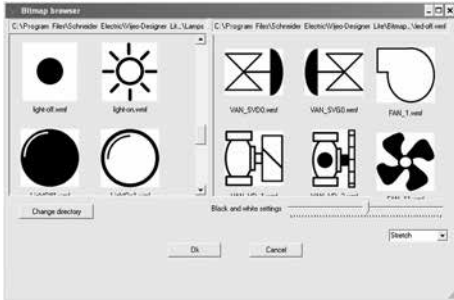 Bitmap browser
C:\Program Files\Schneider Electric\Vijeo-Designer Lit..\Lamps
C:\Program Files\Schneider Electric\Vijeo-Designer Lite\Bitmap..\led-off.wmf
light-off.wmf
light-on.wmf
VAN_SVD0.wmf
VAN_SVG0.wmf
FAN_1.wmf
Change directory
Black and white settings
Stretch
Ok
Cancel